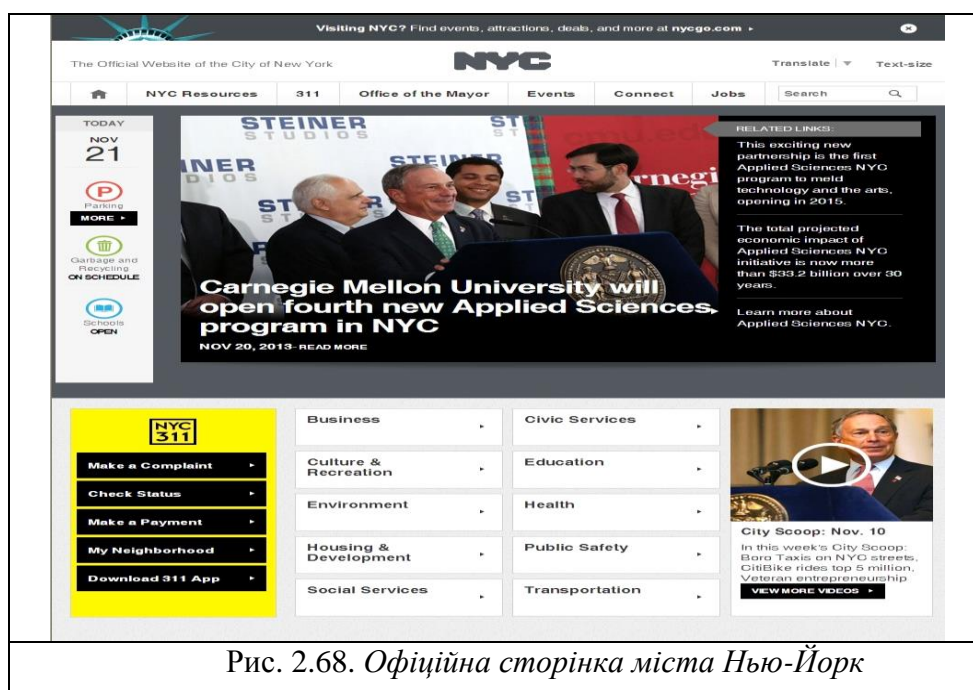 Visiting NYC? Find events, attractions, deals, and more at nycgo.com
The Official Website of the City of New York
NYC
Translate
Text-size
NYC Resources
311
Office of the Mayor
Events
Connect
Jobs
Search
TODAY
NOV
21
P
Parking
MORE
Garbage and
Recycling
ON SCHEDULE
Schools
OPEN
STEINER
STUDIOS
STEINER
NER
DIOS
cmu.ed
rnegi
Carnegie Mellon University will
open fourth new Applied Sciences
program in NYC
NOV 20, 2013- READ MORE
RELATED LINKS:
This exciting new
partnership is the first
Applied Sciences NYC
program to meld
technology and the arts,
opening in 2015.
The total projected
economic impact of
Applied Sciences NYC
initiative is now more
than $33.2 billion over 30
years.
Learn more about
Applied Sciences NYC.
NYC
311
Make a Complaint
Check Status
Make a Payment
My Neighborhood
Download 311 App
Business
Culture &
Recreation
Environment
Housing &
Development
Social Services
Civic Services
Education
Health
Public Safety
Transportation
City Scoop: Nov. 10
In this week's City Scoop:
Boro Taxis on NYC streets,
CitiBike rides top 5 million,
Veteran entrepreneurship
VIEW MORE VIDEOS
Рис. 2.68. Офіційна сторінка міста Нью-Йорк